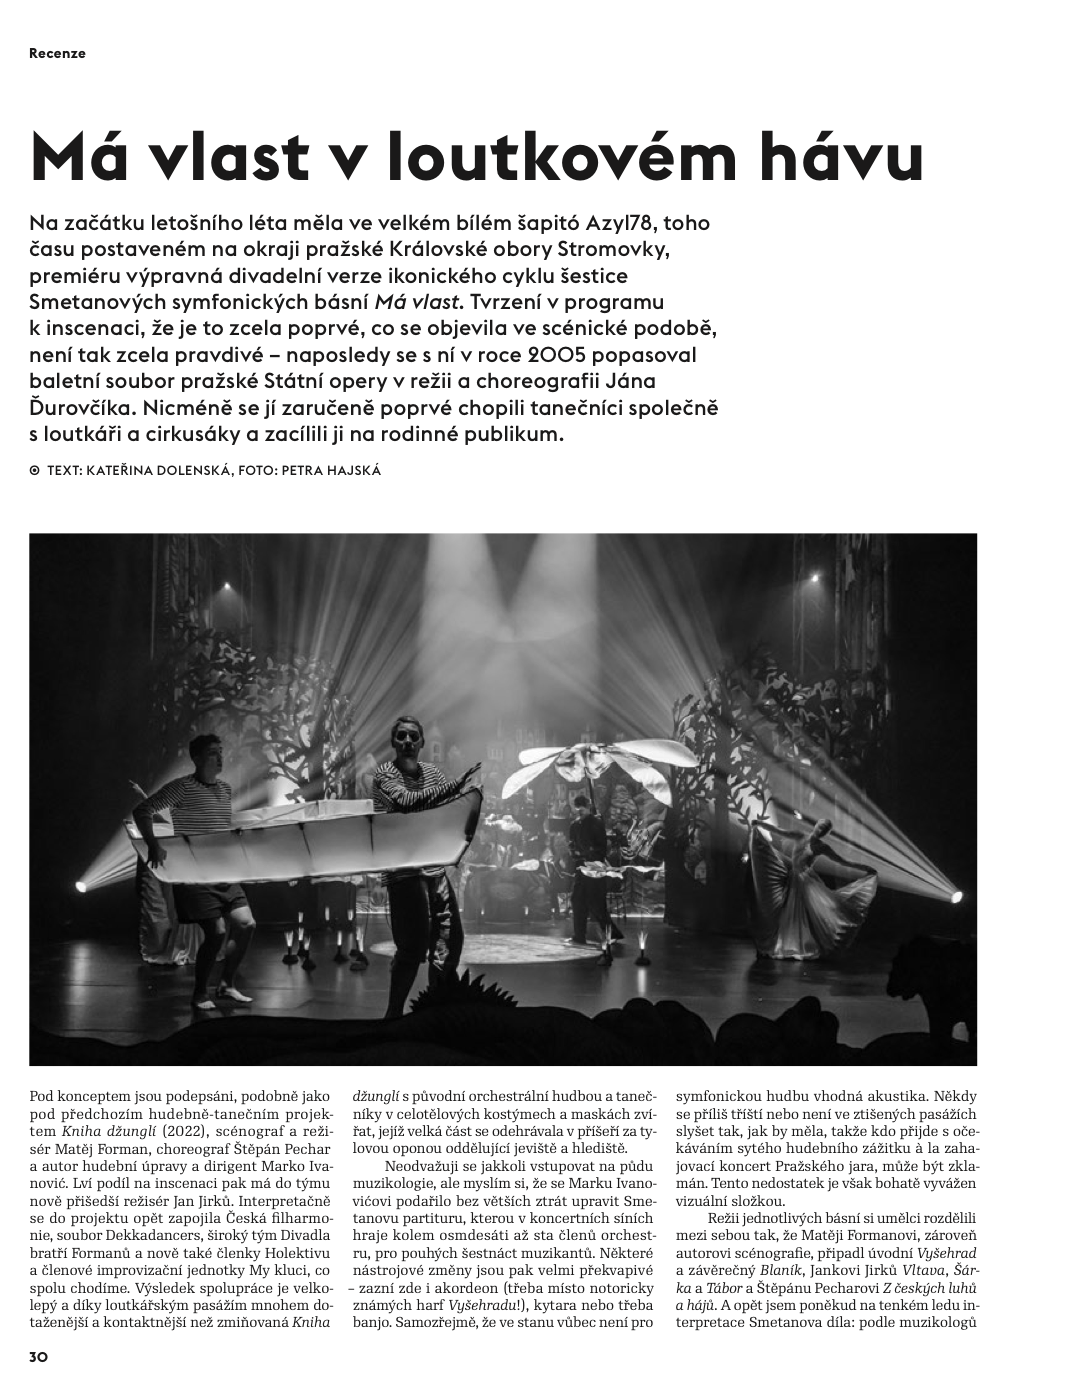 Recenze
Má vlast v loutkovém hávu
Na začátku letošního léta měla ve velkém bílém šapitó Azyl78, toho
času postaveném na okraji pražské Královské obory Stromovky,
premiéru výpravná divadelní verze ikonického cyklu šestice
Smetanových symfonických básní Má vlast. Tvrzení v programu
k inscenaci, že je to zcela poprvé, co se objevila ve scénické podobě,
není tak zcela pravdivé – naposledy se s ní v roce 2005 popasoval
baletní soubor pražské Státní opery v režii a choreografii Jána
Ďurovčíka. Nicméně se jí zaručeně poprvé chopili tanečníci společně
s loutkáři a cirkusáky a zacílili ji na rodinné publikum.
TEXT: KATEŘINA DOLENSKÁ, FOTO: PETRA HAJSKÁ
Pod konceptem jsou podepsáni, podobně jako
pod předchozím hudebně-tanečním projek-
tem Kniha džunglí (2022), scénograf a reži-
sér Matěj Forman, choreograf Štěpán Pechar
a autor hudební úpravy a dirigent Marko Iva-
nović. Lví podíl na inscenaci pak má do týmu
nově přišedší režisér Jan Jirků. Interpretačně
se do projektu opět zapojila Česká filharmo-
nie, soubor Dekkadancers, široký tým Divadla
bratří Formanů a nově také členky Holektivu
a členové improvizační jednotky My kluci, co
spolu chodíme. Výsledek spolupráce je velko-
lepý a díky loutkářským pasážím mnohem do-
taženější a kontaktnější než zmiňovaná Kniha
džunglí s původní orchestrální hudbou a taneč-
níky v celotělových kostýmech a maskách zví-
řat, jejíž velká část se odehrávala v příšeří za ty-
lovou oponou oddělující jeviště a hlediště.
Neodvažuji se jakkoli vstupovat na půdu
muzikologie, ale myslím si, že se Marku Ivano-
vićovi podařilo bez větších ztrát upravit Sme-
tanovu partituru, kterou v koncertních síních
hraje kolem osmdesáti až sta členů orchest-
ru, pro pouhých šestnáct muzikantů. Některé
nástrojové změny jsou pak velmi překvapivé
– zazní zde i akordeon (třeba místo notoricky
známých harf Vyšehradu!), kytara nebo třeba
banjo. Samozřejmě, že ve stanu vůbec není pro
symfonickou hudbu vhodná akustika. Někdy
se příliš tříští nebo není ve ztišených pasážích
slyšet tak, jak by měla, takže kdo přijde s oče-
káváním sytého hudebního zážitku à la zaha-
jovací koncert Pražského jara, může být zkla-
mán. Tento nedostatek je však bohatě vyvážen
vizuální složkou.
Režii jednotlivých básní si umělci rozdělili
mezi sebou tak, že Matěji Formanovi, zároveň
autorovi scénografie, připadl úvodní Vyšehrad
a závěrečný Blaník, Jankovi Jirků Vltava, Šár-
ka a Tábor a Štěpánu Pecharovi Z českých luhů
a hájů. A opět jsem poněkud na tenkém ledu in-
terpretace Smetanova díla: podle muzikologů
30